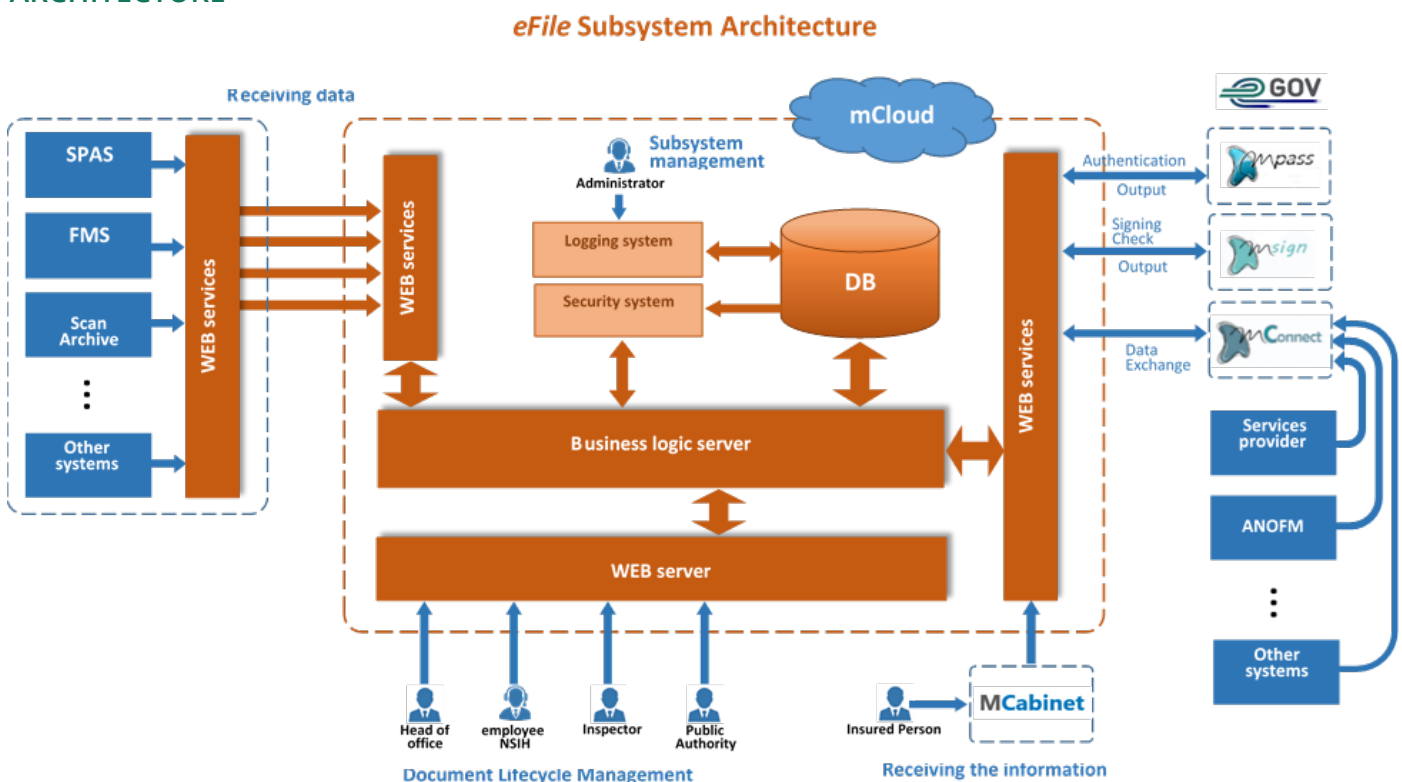 ARCHITECTURE
eFile Subsystem Architecture
Receiving data
SPAS
FMS
Scan
Archive
Other
systems
WEB services
WEB services
mCloud
Subsystem
management
Administrator
Logging system
Security system
DB
Business logic server
WEB server
WEB services
GOV
Authentication
Output
mpass
Signing
Check
Output
msign
Data
Exchange
mConnect
Services
provider
ANOFM
Other
systems
Head of
office
employee
NSIH
Inspector
Public
Authority
Document Lifecycle Management
Insured Person
MCabinet
Receiving the information